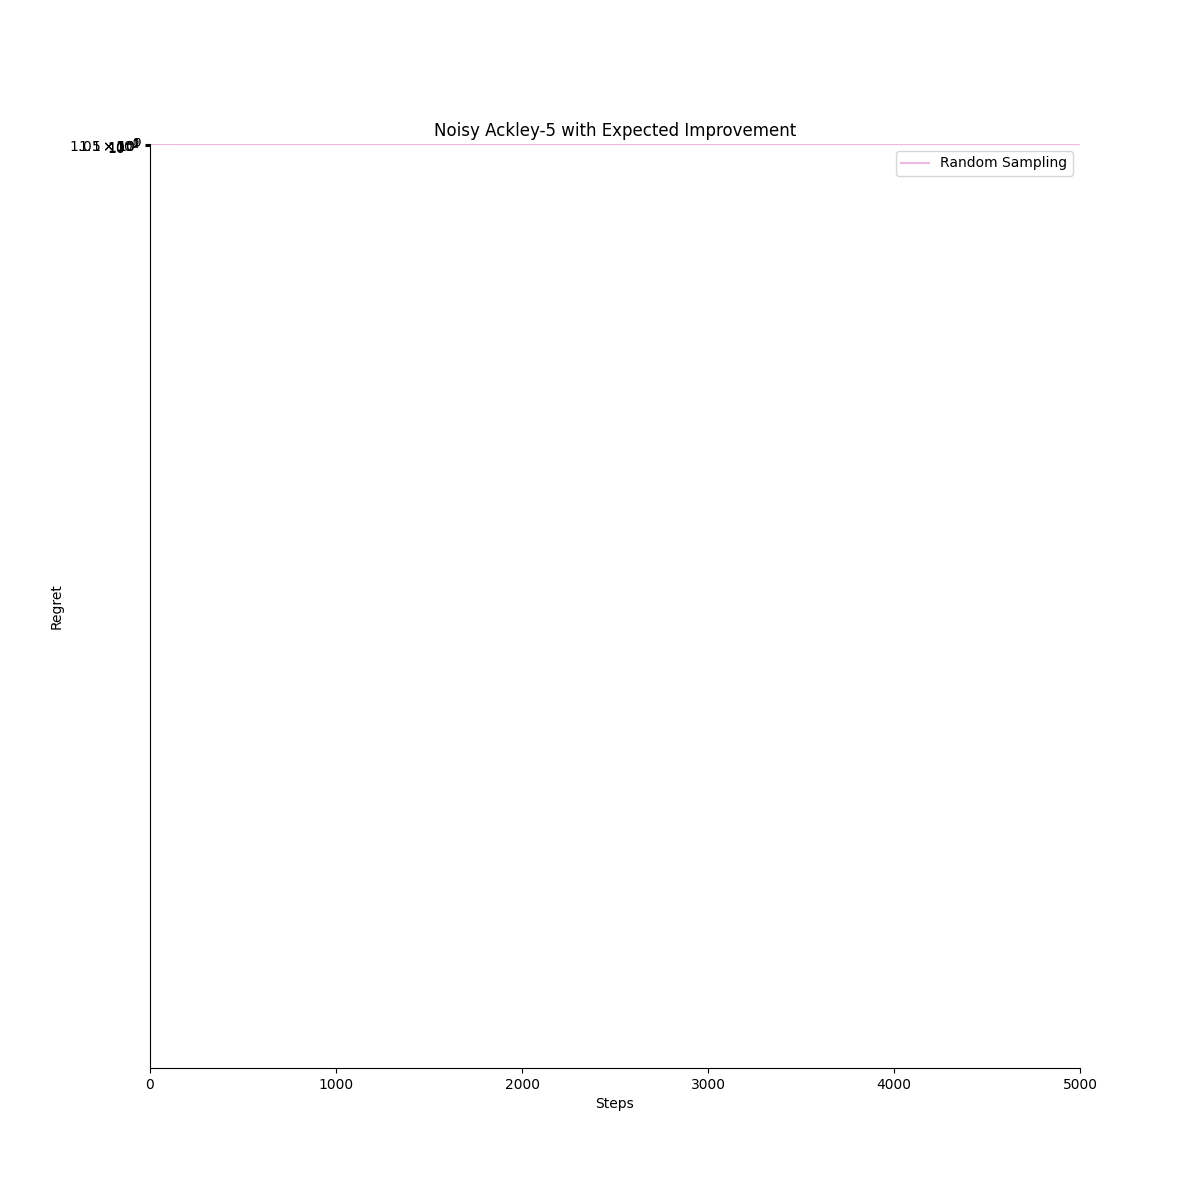 Noisy Ackley-5 with Expected Improvement
Random Sampling
Regret
0 1000 2000 3000 4000 5000
Steps